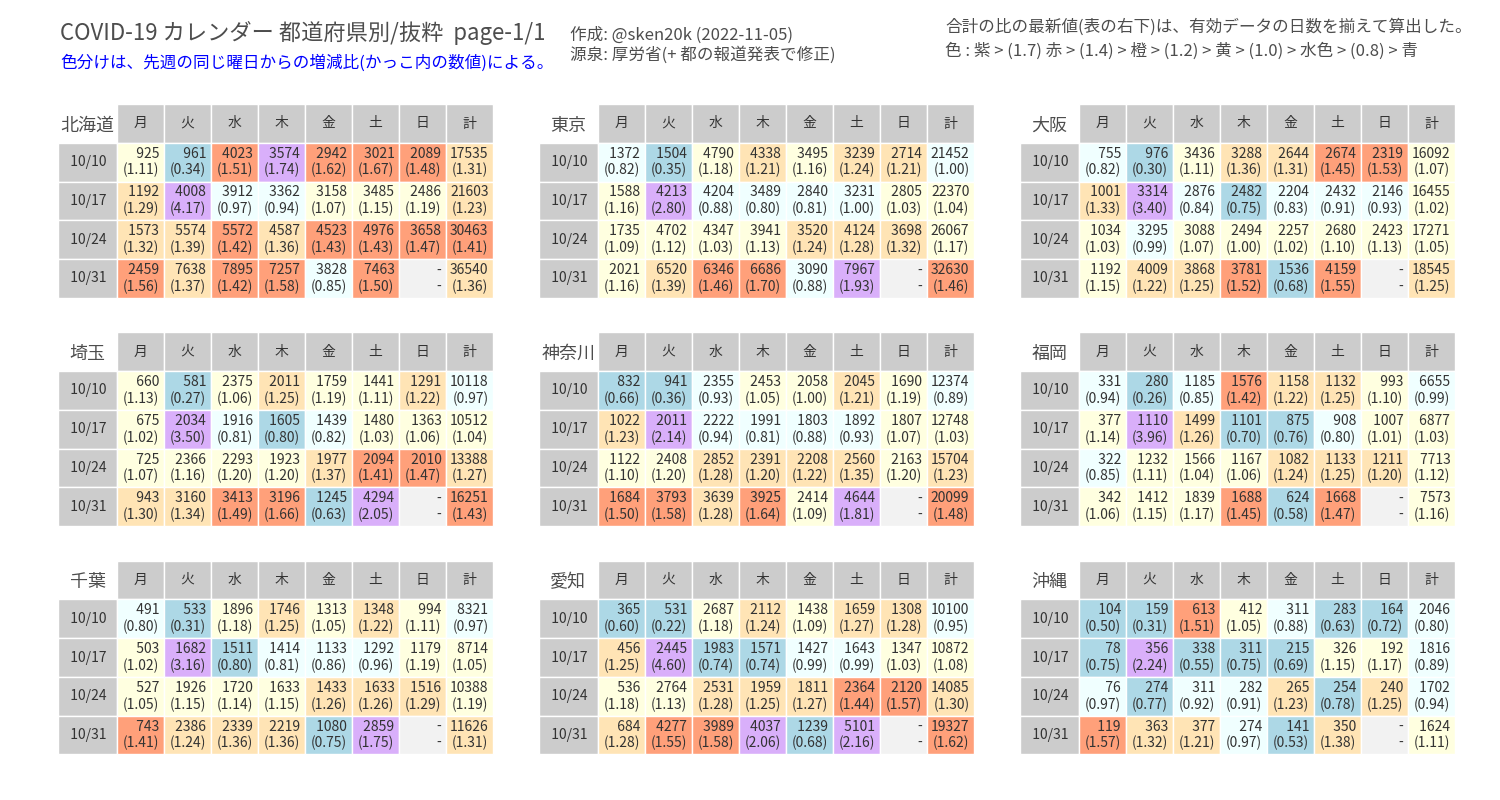 COVID-19 カレンダー 都道府県別/抜粋 page-1/1
色分けは、先週の同じ曜日からの増減比(かっこ内の数値)による。
作成: @sken20k (2022-11-05)
源泉: 厚労省(+ 都の報道発表で修正)
合計の比の最新値(表の右下)は、有効データの日数を揃えて算出した。
色 : 紫 > (1.7) 赤 > (1.4) > 橙 > (1.2) > 黄 > (1.0) > 水色 > (0.8) > 青
北海道 月 火 水 木 金 土 日 計
10/10 925 961 4023 3574 2942 3021 2089 17535
(1.11) (0.34) (1.51) (1.74) (1.62) (1.67) (1.48) (1.31)
10/17 1192 4008 3912 3362 3158 3485 2486 21603
(1.29) (4.17) (0.97) (0.94) (1.07) (1.15) (1.19) (1.23)
10/24 1573 5574 5572 4587 4523 4976 3658 30463
(1.32) (1.39) (1.42) (1.36) (1.43) (1.43) (1.47) (1.41)
10/31 2459 7638 7895 7257 3828 7463 - 36540
(1.56) (1.37) (1.42) (1.58) (0.85) (1.50) - (1.36)
東京 月 火 水 木 金 土 日 計
10/10 1372 1504 4790 4338 3495 3239 2714 21452
(0.82) (0.35) (1.18) (1.21) (1.16) (1.24) (1.21) (1.00)
10/17 1588 4213 4204 3489 2840 3231 2805 22370
(1.16) (2.80) (0.88) (0.80) (0.81) (1.00) (1.03) (1.04)
10/24 1735 4702 4347 3941 3520 4124 3698 26067
(1.09) (1.12) (1.03) (1.13) (1.24) (1.28) (1.32) (1.17)
10/31 2021 6520 6346 6686 3090 7967 - 32630
(1.16) (1.39) (1.46) (1.70) (0.88) (1.93) - (1.46)
大阪 月 火 水 木 金 土 日 計
10/10 755 976 3436 3288 2644 2674 2319 16092
(0.82) (0.30) (1.11) (1.36) (1.31) (1.45) (1.53) (1.07)
10/17 1001 3314 2876 2482 2204 2432 2146 16455
(1.33) (3.40) (0.84) (0.75) (0.83) (0.91) (0.93) (1.02)
10/24 1034 3295 3088 2494 2257 2680 2423 17271
(1.03) (0.99) (1.07) (1.00) (1.02) (1.10) (1.13) (1.05)
10/31 1192 4009 3868 3781 1536 4159 - 18545
(1.15) (1.22) (1.25) (1.52) (0.68) (1.55) - (1.25)
埼玉 月 火 水 木 金 土 日 計
10/10 660 581 2375 2011 1759 1441 1291 10118
(1.13) (0.27) (1.06) (1.25) (1.19) (1.11) (1.22) (0.97)
10/17 675 2034 1916 1605 1439 1480 1363 10512
(1.02) (3.50) (0.81) (0.80) (0.82) (1.03) (1.06) (1.04)
10/24 725 2366 2293 1923 1977 2094 2010 13388
(1.07) (1.16) (1.20) (1.20) (1.37) (1.41) (1.47) (1.27)
10/31 943 3160 3413 3196 1245 4294 - 16251
(1.30) (1.34) (1.49) (1.66) (0.63) (2.05) - (1.43)
神奈川 月 火 水 木 金 土 日 計
10/10 832 941 2355 2453 2058 2045 1690 12374
(0.66) (0.36) (0.93) (1.05) (1.00) (1.21) (1.19) (0.89)
10/17 1022 2011 2222 1991 1803 1892 1807 12748
(1.23) (2.14) (0.94) (0.81) (0.88) (0.93) (1.07) (1.03)
10/24 1122 2408 2852 2391 2208 2560 2163 15704
(1.10) (1.20) (1.28) (1.20) (1.22) (1.35) (1.20) (1.23)
10/31 1684 3793 3639 3925 2414 4644 - 20099
(1.50) (1.58) (1.28) (1.64) (1.09) (1.81) - (1.48)
福岡 月 火 水 木 金 土 日 計
10/10 331 280 1185 1576 1158 1132 993 6655
(0.94) (0.26) (0.85) (1.42) (1.22) (1.25) (1.10) (0.99)
10/17 377 1110 1499 1101 875 908 1007 6877
(1.14) (3.96) (1.26) (0.70) (0.76) (0.80) (1.01) (1.03)
10/24 322 1232 1566 1167 1082 1133 1211 7713
(0.85) (1.11) (1.04) (1.06) (1.24) (1.25) (1.20) (1.12)
10/31 342 1412 1839 1688 624 1668 - 7573
(1.06) (1.15) (1.17) (1.45) (0.58) (1.47) - (1.16)
千葉 月 火 水 木 金 土 日 計
10/10 491 533 1896 1746 1313 1348 994 8321
(0.80) (0.31) (1.18) (1.25) (1.05) (1.22) (1.11) (0.97)
10/17 503 1682 1511 1414 1133 1292 1179 8714
(1.02) (3.16) (0.80) (0.81) (0.86) (0.96) (1.19) (1.05)
10/24 527 1926 1720 1633 1433 1633 1516 10388
(1.05) (1.15) (1.14) (1.15) (1.26) (1.26) (1.29) (1.19)
10/31 743 2386 2339 2219 1080 2859 - 11626
(1.41) (1.24) (1.36) (1.36) (0.75) (1.75) - (1.31)
愛知 月 火 水 木 金 土 日 計
10/10 365 531 2687 2112 1438 1659 1308 10100
(0.60) (0.22) (1.18) (1.24) (1.09) (1.27) (1.28) (0.95)
10/17 456 2445 1983 1571 1427 1643 1347 10872
(1.25) (4.60) (0.74) (0.74) (0.99) (0.99) (1.03) (1.08)
10/24 536 2764 2531 1959 1811 2364 2120 14085
(1.18) (1.13) (1.28) (1.25) (1.27) (1.44) (1.57) (1.30)
10/31 684 4277 3989 4037 1239 5101 - 19327
(1.28) (1.55) (1.58) (2.06) (0.68) (2.16) - (1.62)
沖縄 月 火 水 木 金 土 日 計
10/10 104 159 613 412 311 283 164 2046
(0.50) (0.31) (1.51) (1.05) (0.88) (0.63) (0.72) (0.80)
10/17 78 356 338 311 215 326 192 1816
(0.75) (2.24) (0.55) (0.75) (0.69) (1.15) (1.17) (0.89)
10/24 76 274 311 282 265 254 240 1702
(0.97) (0.77) (0.92) (0.91) (1.23) (0.78) (1.25) (0.94)
10/31 119 363 377 274 141 350 - 1624
(1.57) (1.32) (1.21) (0.97) (0.53) (1.38) - (1.11)